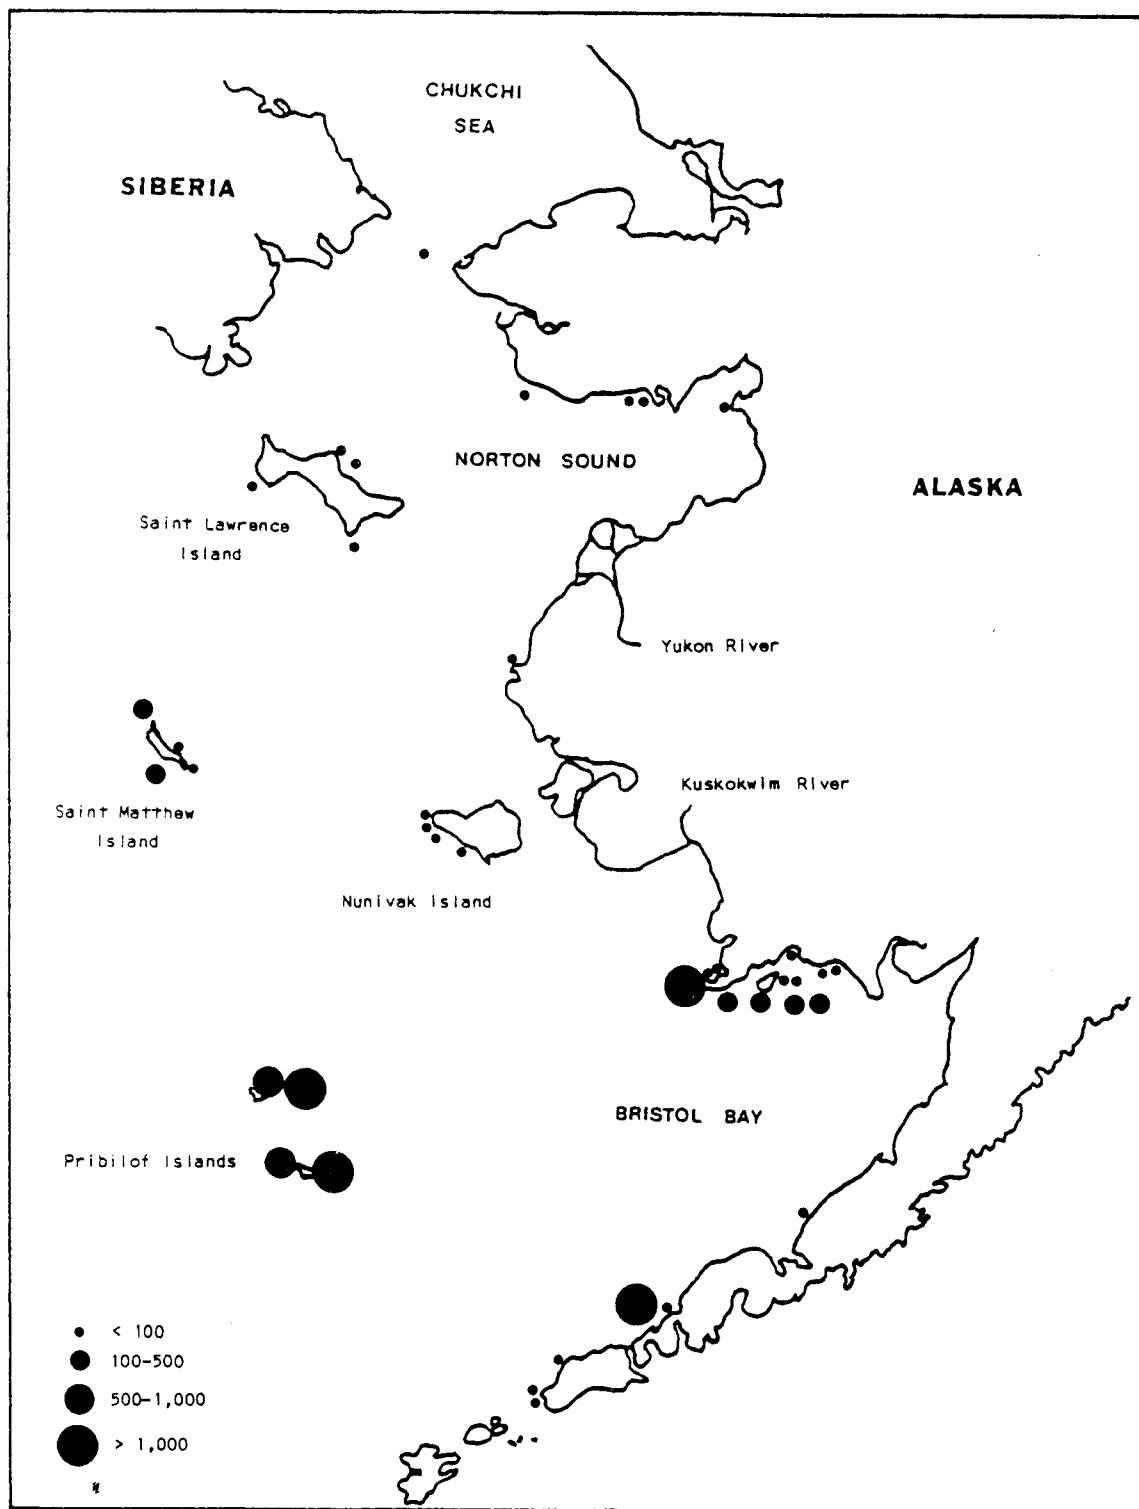 CHUKCHI
SEA
SIBERIA
NORTON SOUND
ALASKA
Saint Lawrence
Island
Yukon River
Kuskokwim River
Saint Matthew
Island
Nunivak Island
BRISTOL BAY
Pribilof Islands
< 100
100-500
500-1,000
> 1,000